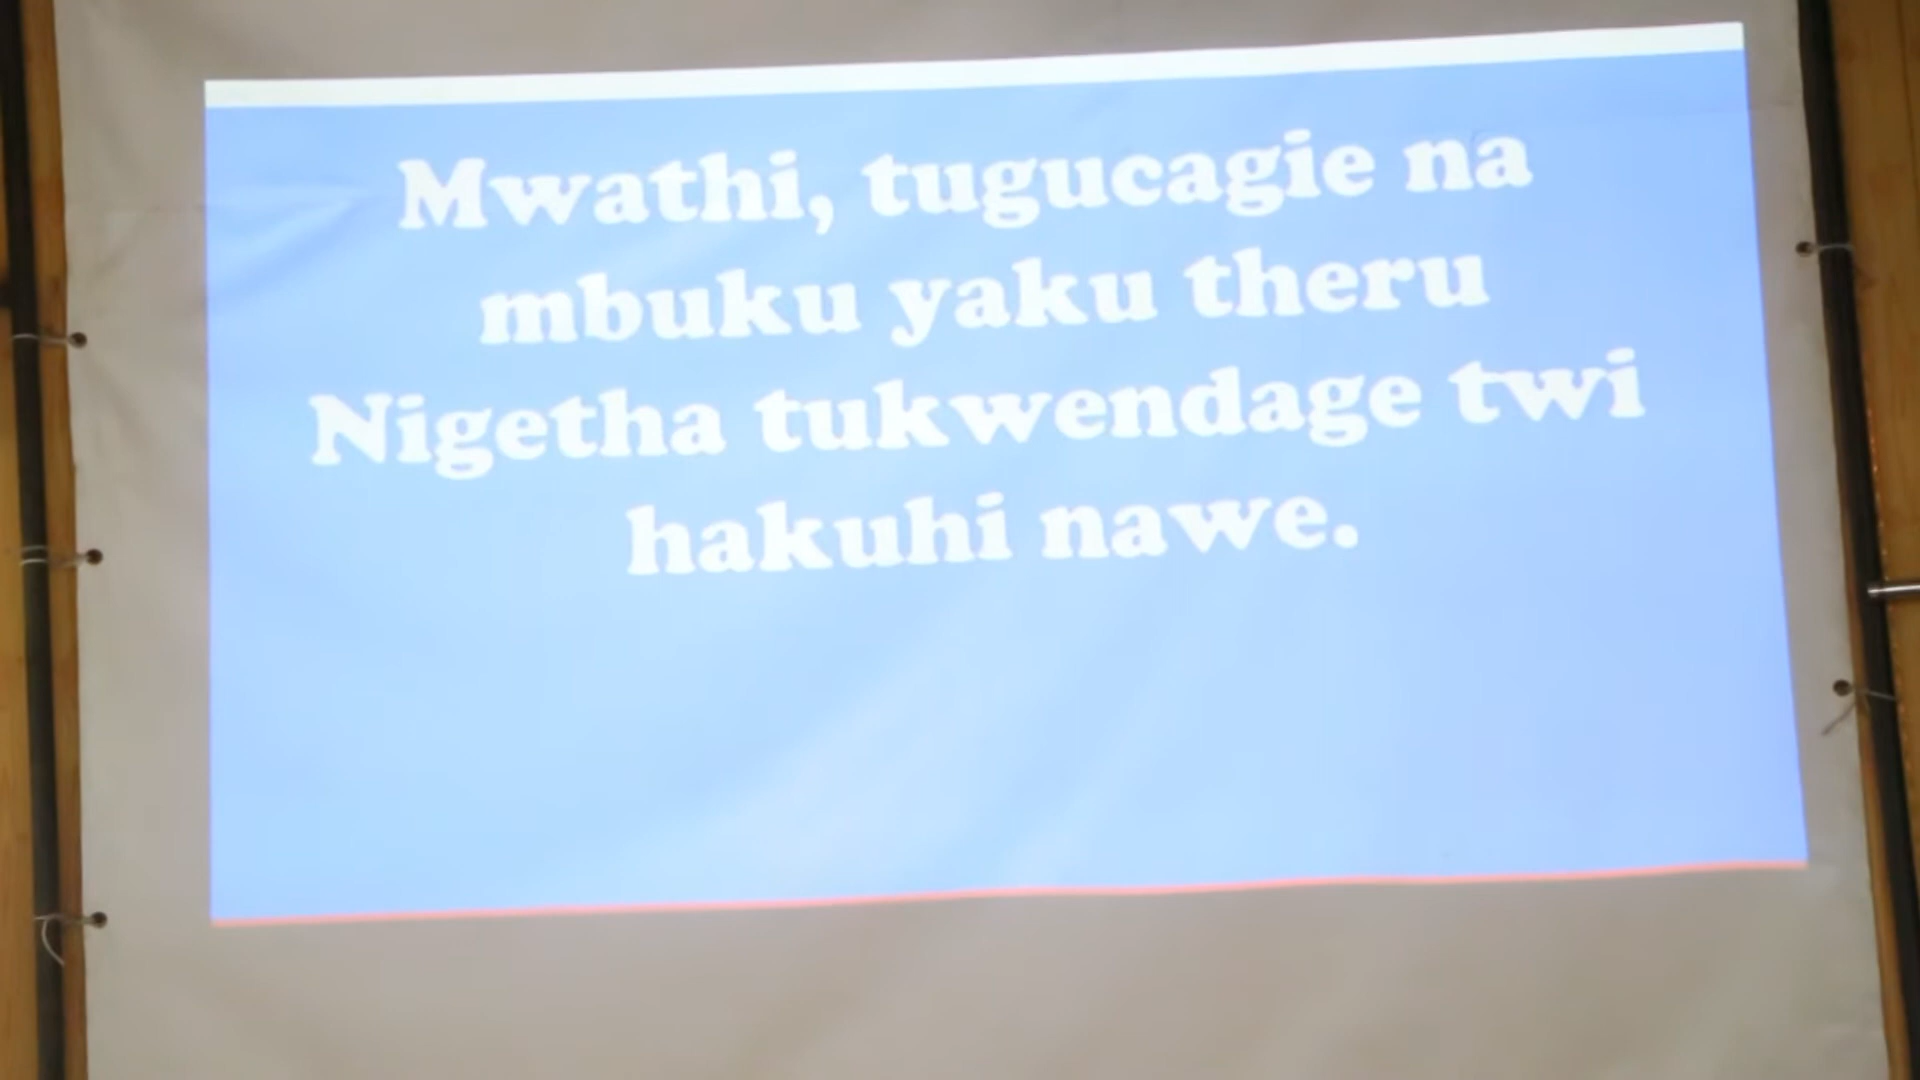 Mwathi, tugucagie na
mbuku yaku theru
Nigetha tukwendage twi
hakuhi nawe.